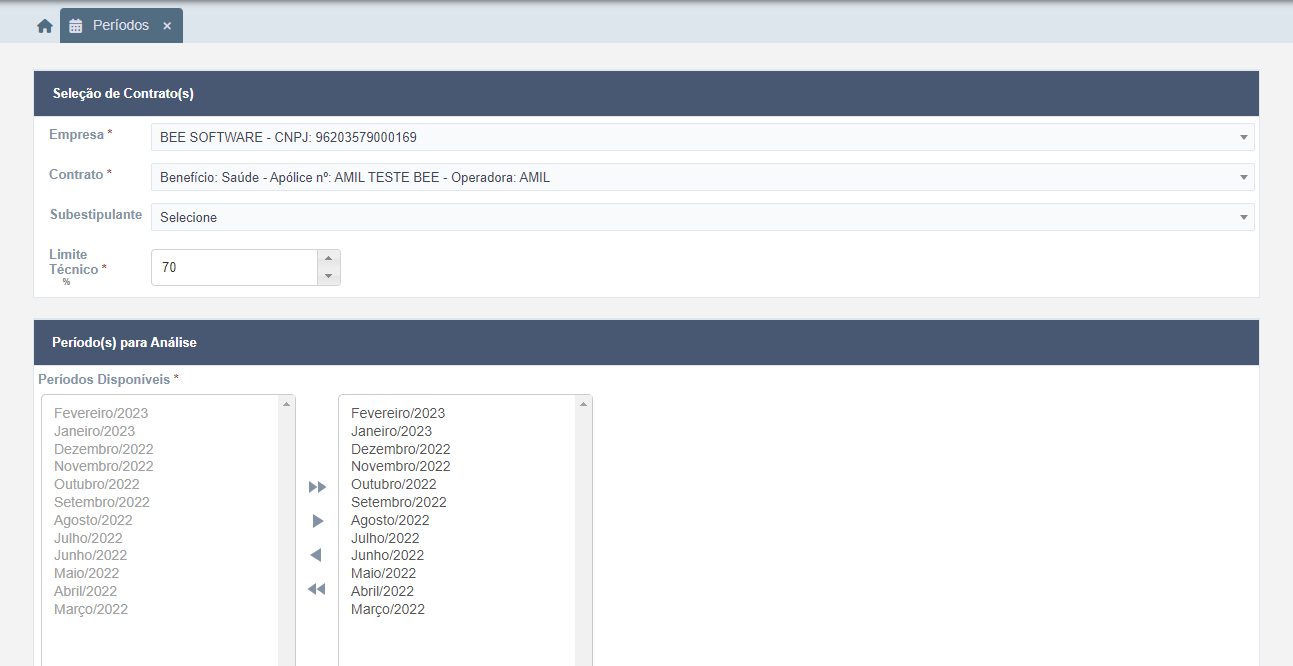 Períodos ×
Seleção de Contrato(s)
Empresa * BEE SOFTWARE - CNPJ: 96203579000169
Contrato * Benefício: Saúde - Apólice nº: AMIL TESTE BEE - Operadora: AMIL
Subestipulante Selecione
Limite
Técnico *
%
70
Período(s) para Análise
Períodos Disponíveis *
Fevereiro/2023
Janeiro/2023
Dezembro/2022
Novembro/2022
Outubro/2022
Setembro/2022
Agosto/2022
Julho/2022
Junho/2022
Maio/2022
Abril/2022
Março/2022
Fevereiro/2023
Janeiro/2023
Dezembro/2022
Novembro/2022
Outubro/2022
Setembro/2022
Agosto/2022
Julho/2022
Junho/2022
Maio/2022
Abril/2022
Março/2022